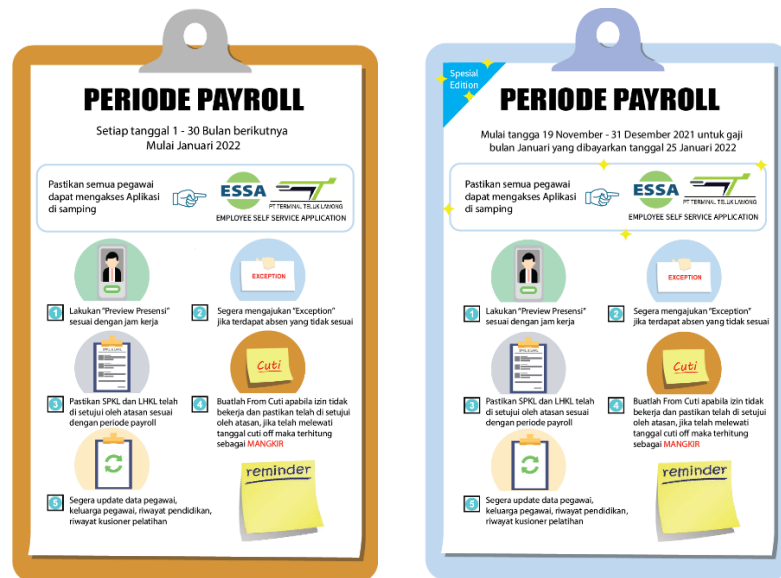 PERIODE PAYROLL
Setiap tanggal 1 - 30 Bulan berikutnya
Mulai Januari 2022
Pastikan semua pegawai
dapat mengakses Aplikasi
di samping
ESSA
PT TERMINAL TELUK LAMONG
EMPLOYEE SELF SERVICE APPLICATION
EXCEPTION
1 Lakukan "Preview Presensi"
sesuai dengan jam kerja
2 Segera mengajukan "Exception"
jika terdapat absen yang tidak sesuai
SPKL & LHKL
Cuti
3 Pastikan SPKL dan LHKL telah
di setujui oleh atasan sesuai
dengan periode payroll
4 Buatlah From Cuti apabila izin tidak
bekerja dan pastikan telah di setujui
oleh atasan, jika telah melewati
tanggal cuti off maka terhitung
sebagai MANGKIR
reminder
5 Segera update data pegawai,
keluarga pegawai, riwayat pendidikan,
riwayat kusioner pelatihan
Spesial
Edition
PERIODE PAYROLL
Mulai tangga 19 November - 31 Desember 2021 untuk gaji
bulan Januari yang dibayarkan tanggal 25 Januari 2022
Pastikan semua pegawai
dapat mengakses Aplikasi
di samping
ESSA
PT TERMINAL TELUK LAMONG
EMPLOYEE SELF SERVICE APPLICATION
EXCEPTION
1 Lakukan "Preview Presensi"
sesuai dengan jam kerja
2 Segera mengajukan "Exception"
jika terdapat absen yang tidak sesuai
SPKL & LHKL
Cuti
3 Pastikan SPKL dan LHKL telah
di setujui oleh atasan sesuai
dengan periode payroll
4 Buatlah From Cuti apabila izin tidak
bekerja dan pastikan telah di setujui
oleh atasan, jika telah melewati
tanggal cuti off maka terhitung
sebagai MANGKIR
reminder
5 Segera update data pegawai,
keluarga pegawai, riwayat pendidikan,
riwayat kusioner pelatihan